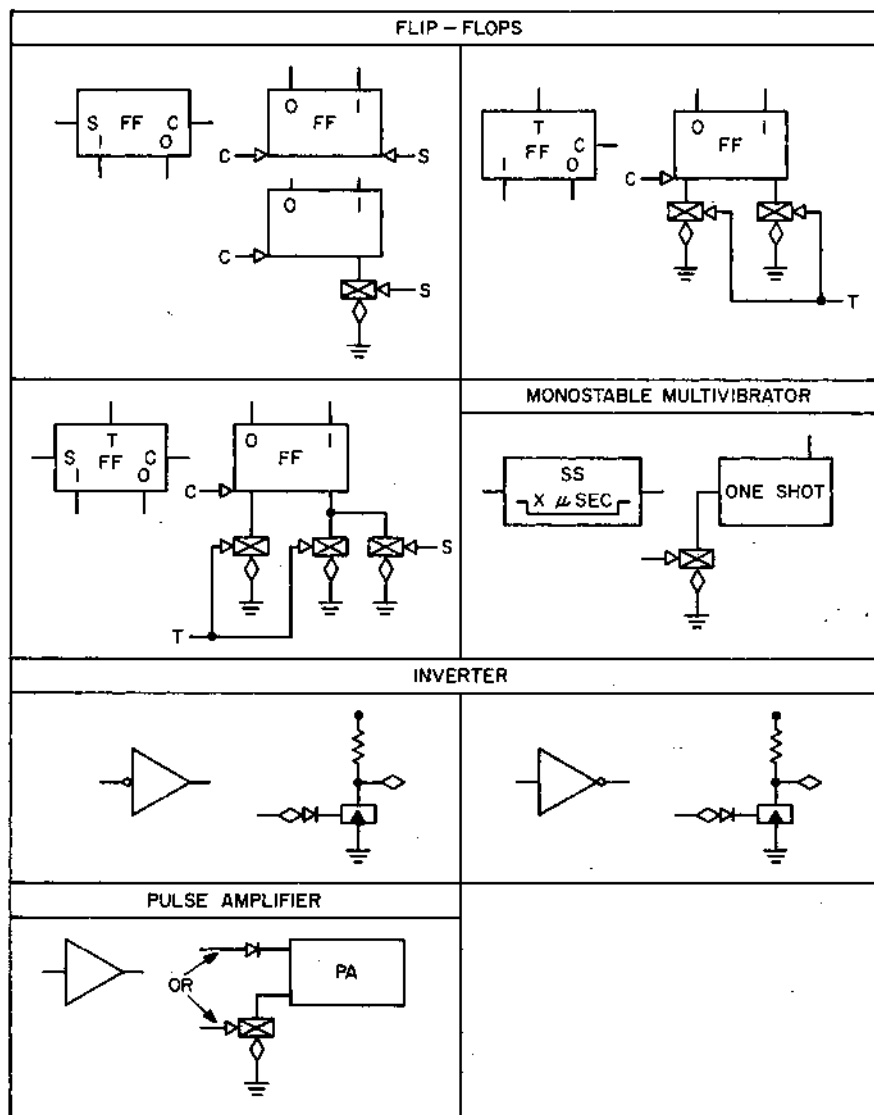 FLIP – FLOPS
S FF C
I O
O I
FF
C S
O I
C
S
T
FF C
I O
O I
FF
C
T
T
S FF C
I O
O I
FF
C
S
T
MONOSTABLE MULTIVIBRATOR
SS
X μ SEC
ONE SHOT
INVERTER
PULSE AMPLIFIER
OR
PA